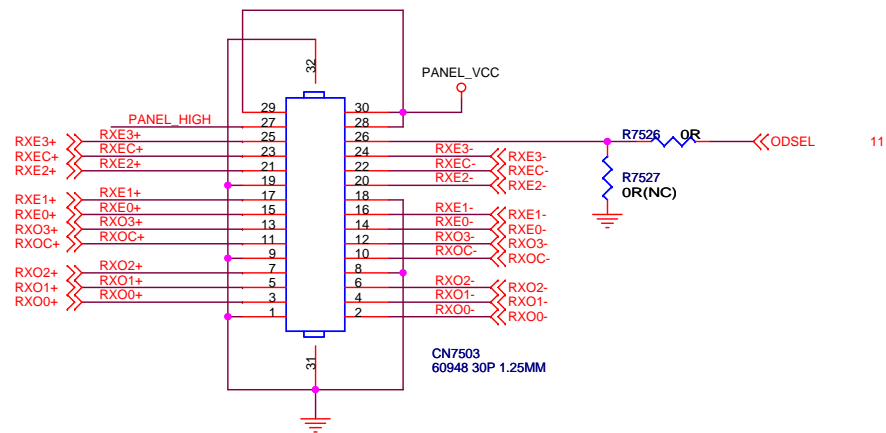 32
PANEL_VCC
29 30
PANEL_HIGH 27 28
RXE3+ RXE3+ 25 26 R7526 0R ODSEL 11
RXEC+ RXEC+ 23 24 RXE3- RXE3-
RXE2+ RXE2+ 21 22 RXEC- RXEC-
19 20 RXE2- RXE2-
R7527
0R(NC)
RXE1+ RXE1+ 17 18
RXE0+ RXE0+ 15 16 RXE1- RXE1-
RXO3+ RXO3+ 13 14 RXE0- RXE0-
RXOC+ RXOC+ 11 12 RXO3- RXO3-
9 10 RXOC- RXOC-
RXO2+ RXO2+ 7 8
RXO1+ RXO1+ 5 6 RXO2- RXO2-
RXO0+ RXO0+ 3 4 RXO1- RXO1-
1 2 RXO0- RXO0-
31
CN7503
60948 30P 1.25MM